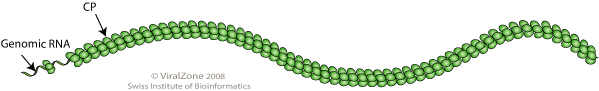 CP
Genomic RNA
© ViralZone 2008
Swiss Institute of Bioinformatics